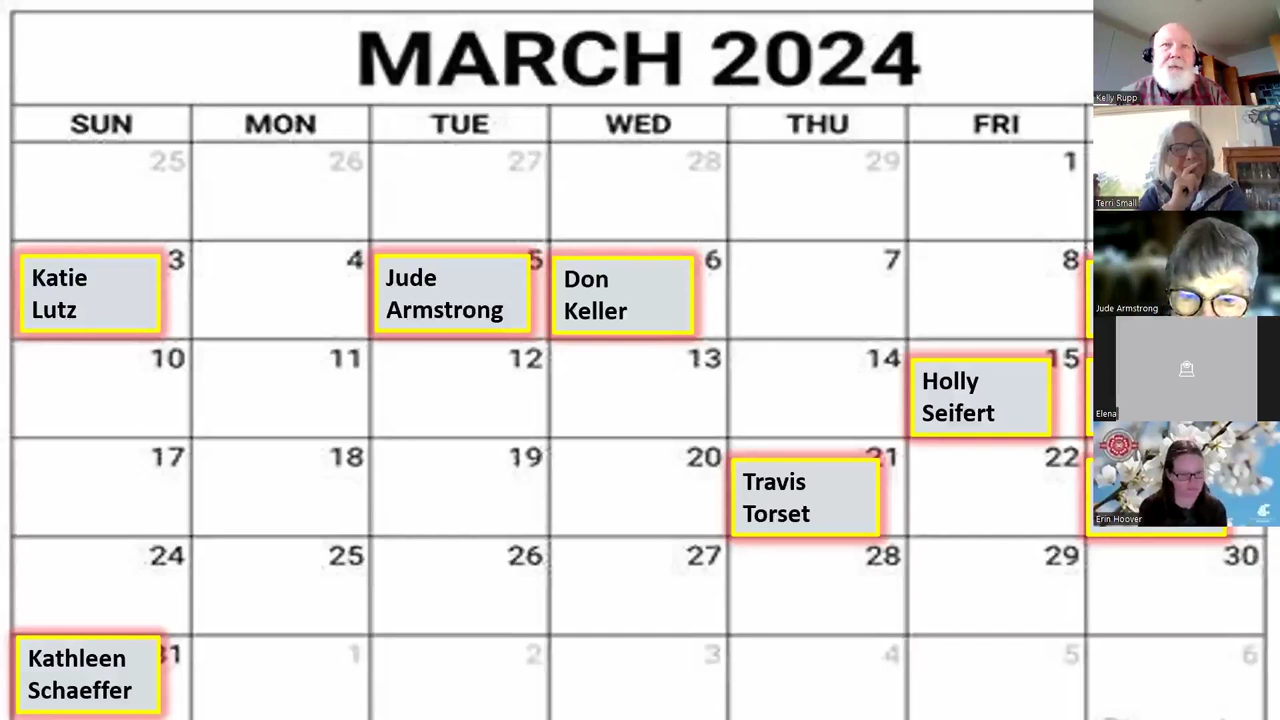 MARCH 2024
SUN MON TUE WED THU FRI
25 26 27 28 29 1
3 4 5 6 7 8
Katie
Lutz
Jude
Armstrong
Don
Keller
10 11 12 13 14 15
Holly
Seifert
17 18 19 20 21 22
Travis
Torset
24 25 26 27 28 29 30
31 1 2 3 4 5 6
Kathleen
Schaeffer
Kelly Rupp
Terri Small
Jude Armstrong
Elena
Erin Hoover